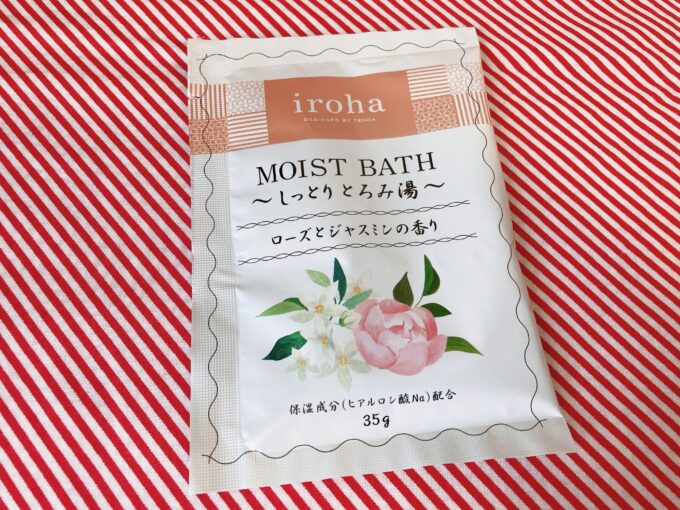 iroha
DESIGNED BY TENGA
MOIST BATH
～しっとりとろみ湯～
ローズとジャスミンの香り
保湿成分(ヒアルロン酸Na)配合
35g